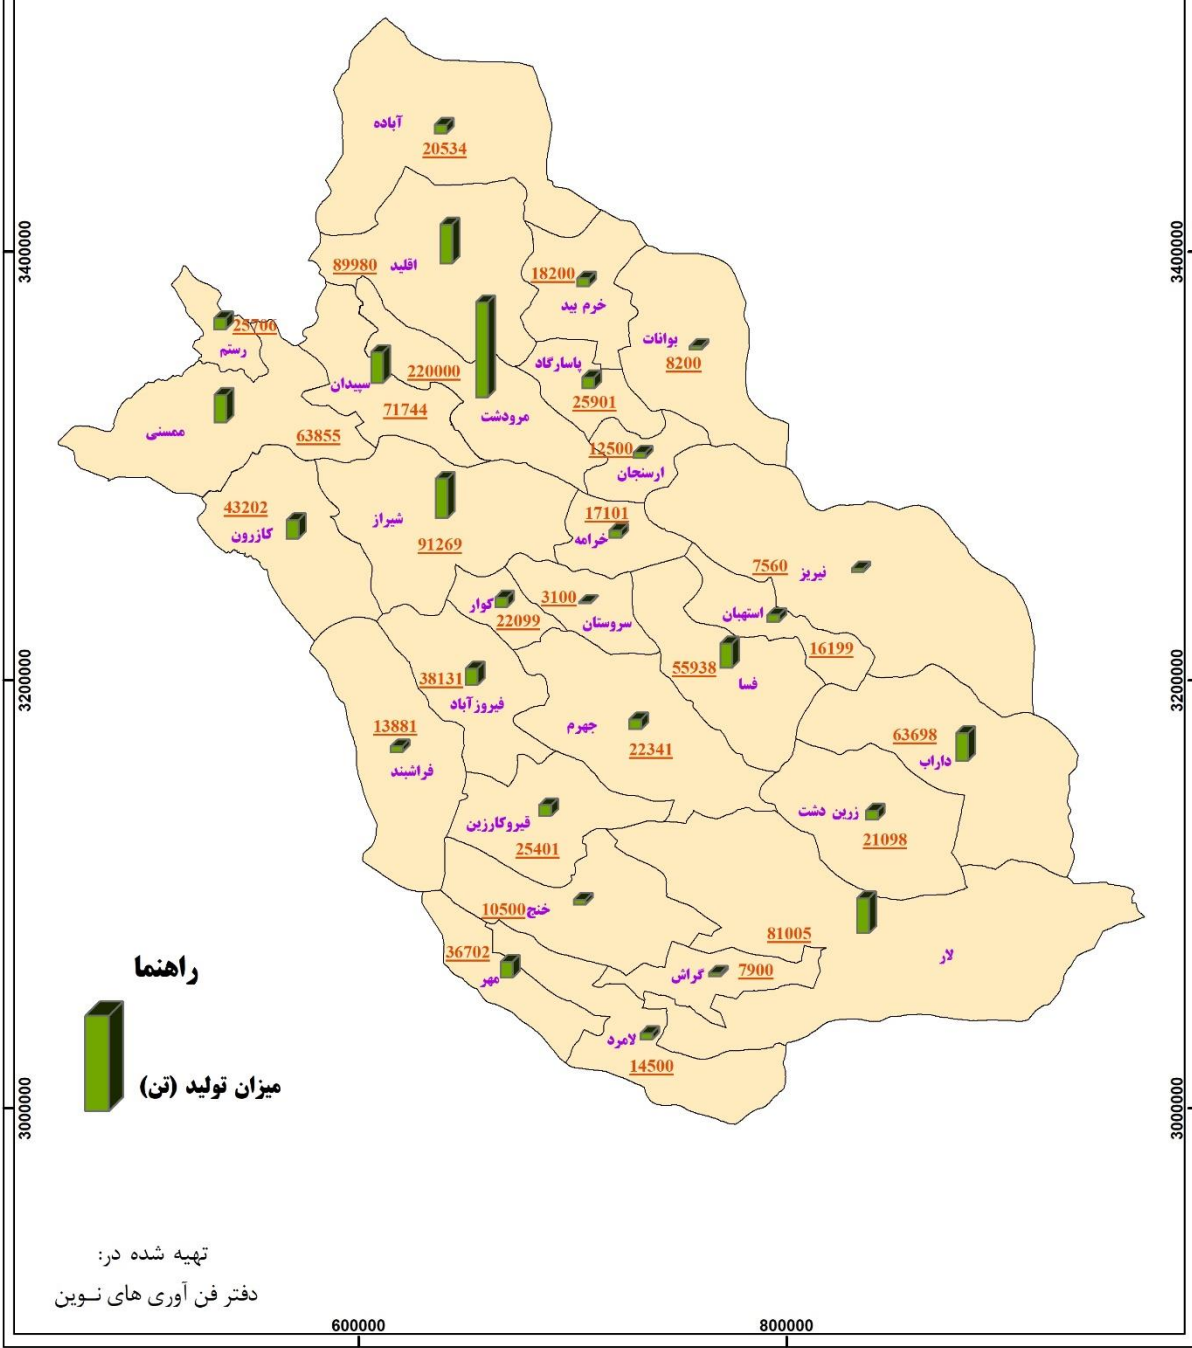 آباده
20534
3400000
3400000
89980
اقلید
18200
خرم بید
25706
رستم
بوانات
8200
پاسارگاد
25901
سپیدان
220000
71744
مرودشت
ممسنی
63855
12500
ارسنجان
43202
کازرون
شیراز
91269
17101
خرامه
7560
نیریز
کوار
22099
3100
سروستان
استهبان
16199
55938
فسا
3200000
3200000
38131
فیروزآباد
جهرم
22341
13881
فراشبند
63698
داراب
قیروکارزین
25401
زرین دشت
21098
10500
خنج
81005
لار
36702
مهر
گراش
7900
لامرد
14500
راهنما
میزان تولید (تن)
3000000
3000000
تهیه شده در:
دفتر فن آوری های نـوین
600000
800000